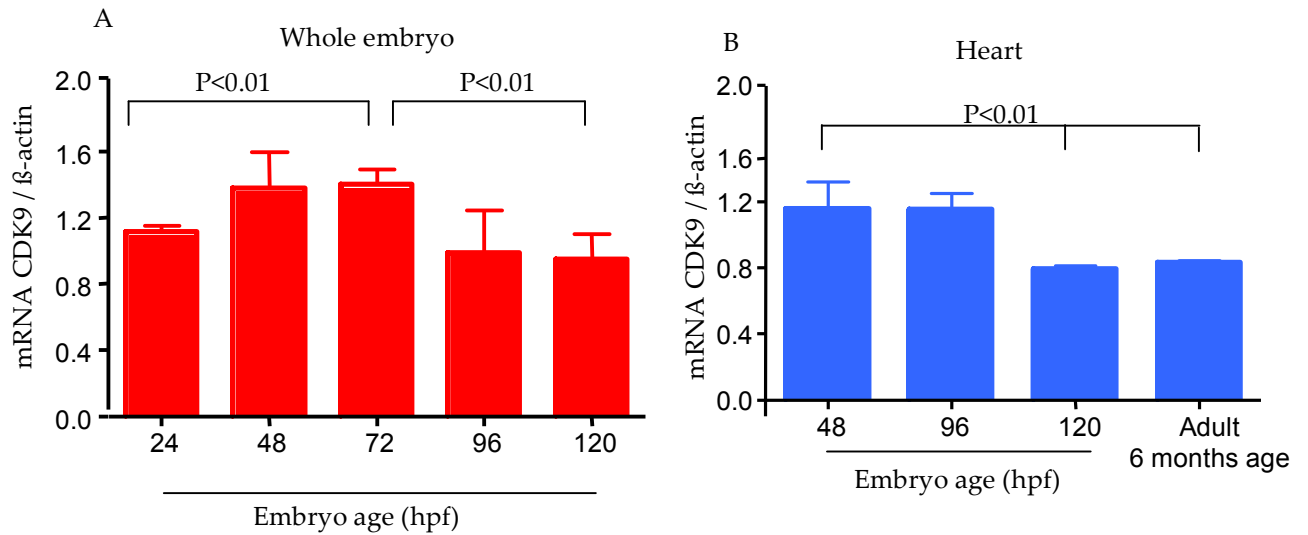 A
Whole embryo
P<0.01
P<0.01
mRNA CDK9 / ß-actin
2.0
1.6
1.2
0.8
0.4
0.0
24 48 72 96 120
Embryo age (hpf)
B
Heart
P<0.01
mRNA CDK9 / ß-actin
2.0
1.6
1.2
0.8
0.4
0.0
48 96 120 Adult
6 months age
Embryo age (hpf)